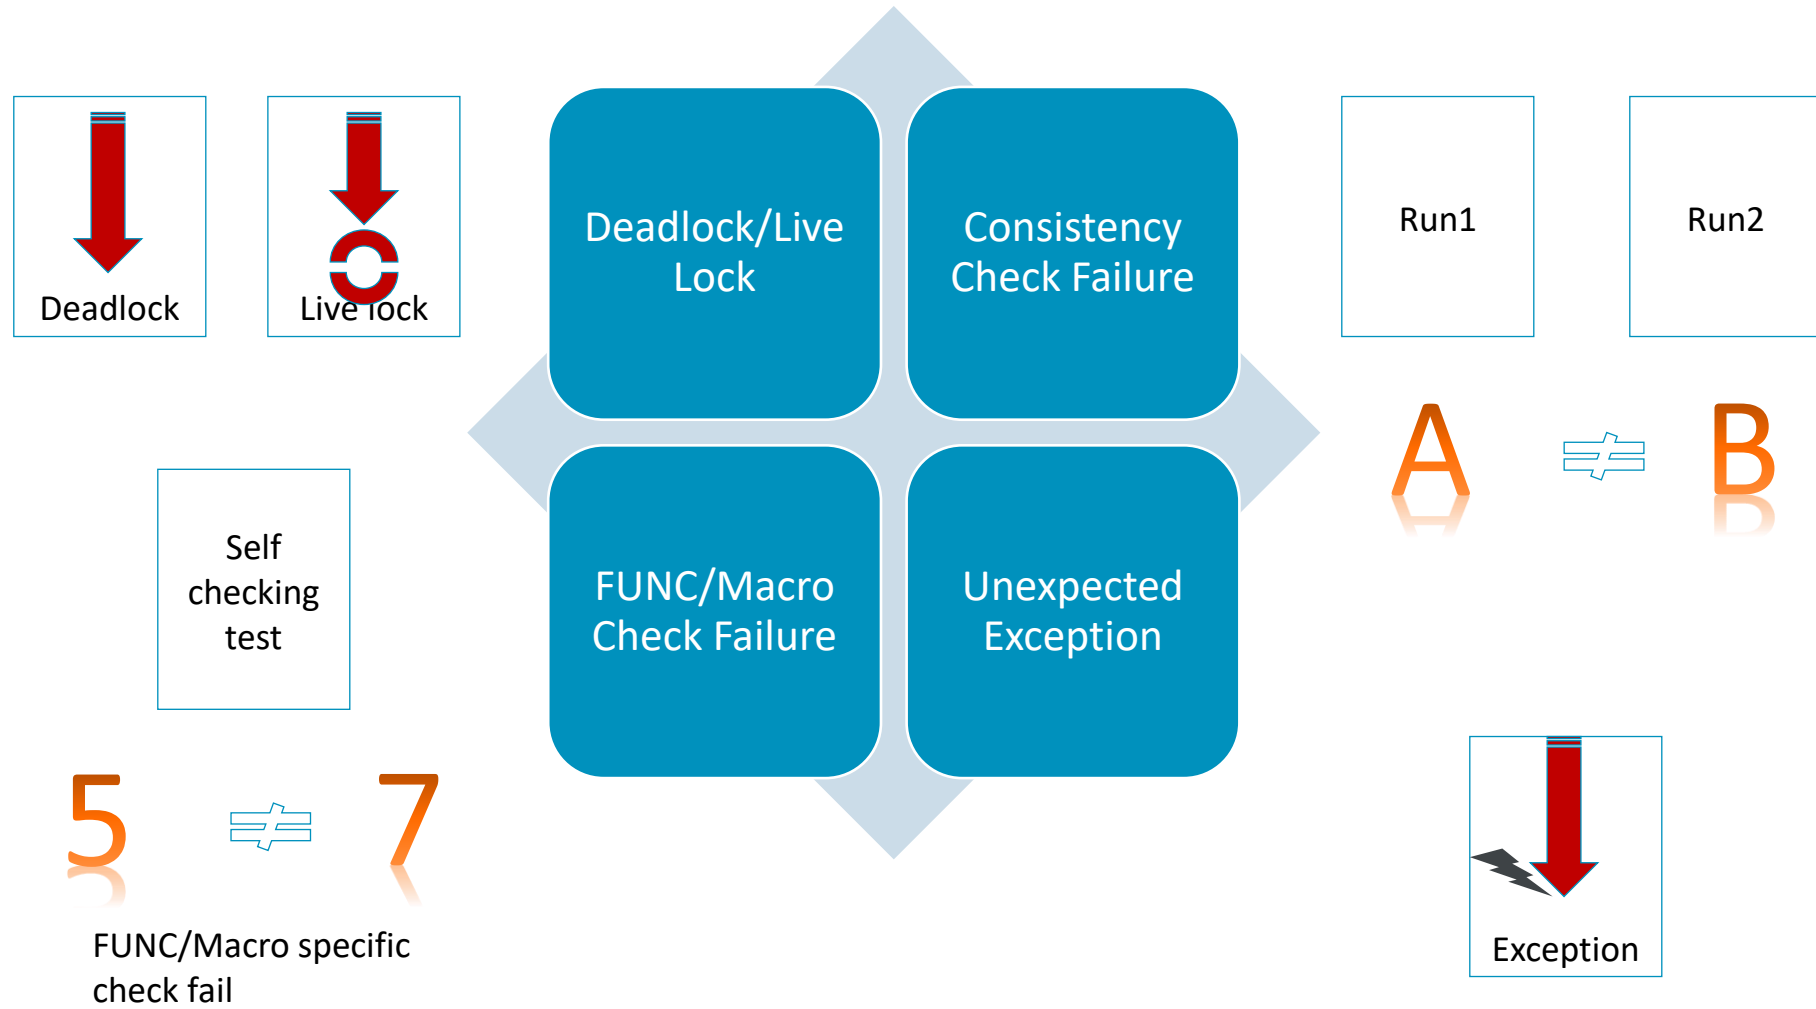 Deadlock
Live lock
Deadlock/Live
Lock
Consistency
Check Failure
Run1
Run2
A ≠ B
Self
checking
test
FUNC/Macro
Check Failure
Unexpected
Exception
5 ≠ 7
FUNC/Macro specific
check fail
Exception